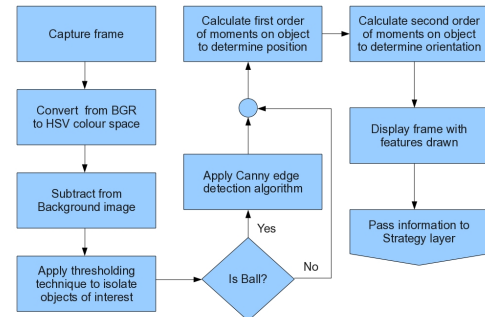 Capture frame
Convert from BGR
to HSV colour space
Subtract from
Background image
Apply thresholding
technique to isolate
objects of interest
Is Ball?
Yes
No
Apply Canny edge
detection algorithm
Calculate first order
of moments on object
to determine position
Calculate second order
of moments on object
to determine orientation
Display frame with
features drawn
Pass information to
Strategy layer